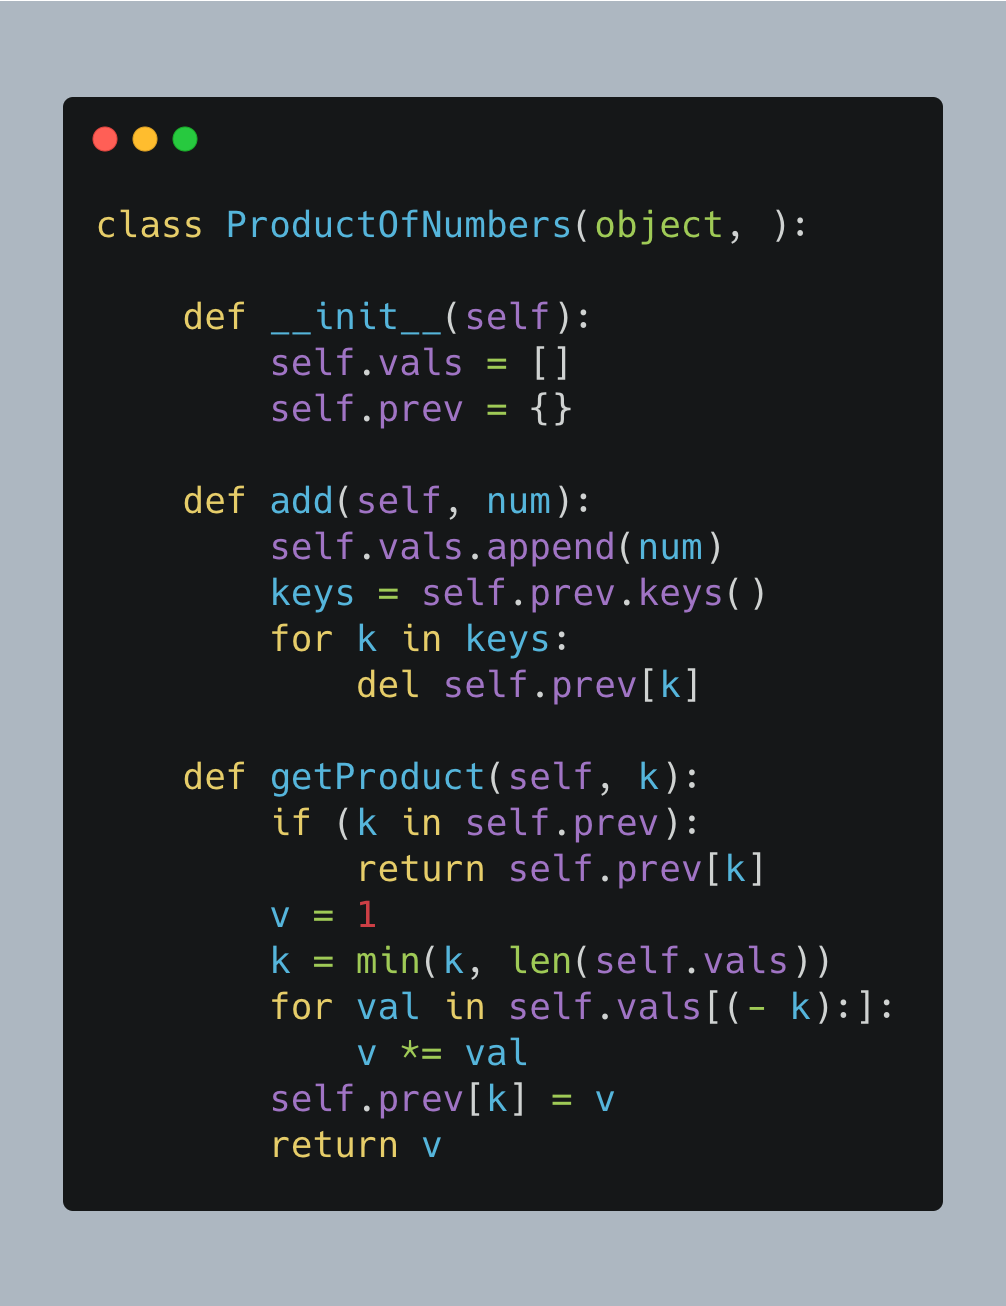 class ProductOfNumbers(object, ):
    def __init__(self):
        self.vals = []
        self.prev = {}
    def add(self, num):
        self.vals.append(num)
        keys = self.prev.keys()
        for k in keys:
            del self.prev[k]
    def getProduct(self, k):
        if (k in self.prev):
            return self.prev[k]
        v = 1
        k = min(k, len(self.vals))
        for val in self.vals[(- k):]:
            v *= val
        self.prev[k] = v
        return v